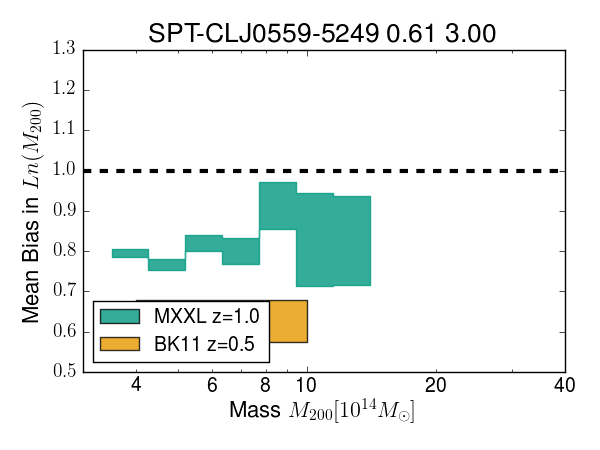 SPT-CLJ0559-5249 0.61 3.00
1.3
1.2
1.1
1.0
0.9
0.8
0.7
0.6
0.5
Mean Bias in Ln(M₂₀₀)
MXXL z=1.0
BK11 z=0.5
4 6 8 10 20 40
Mass M₂₀₀[10¹⁴M☉]